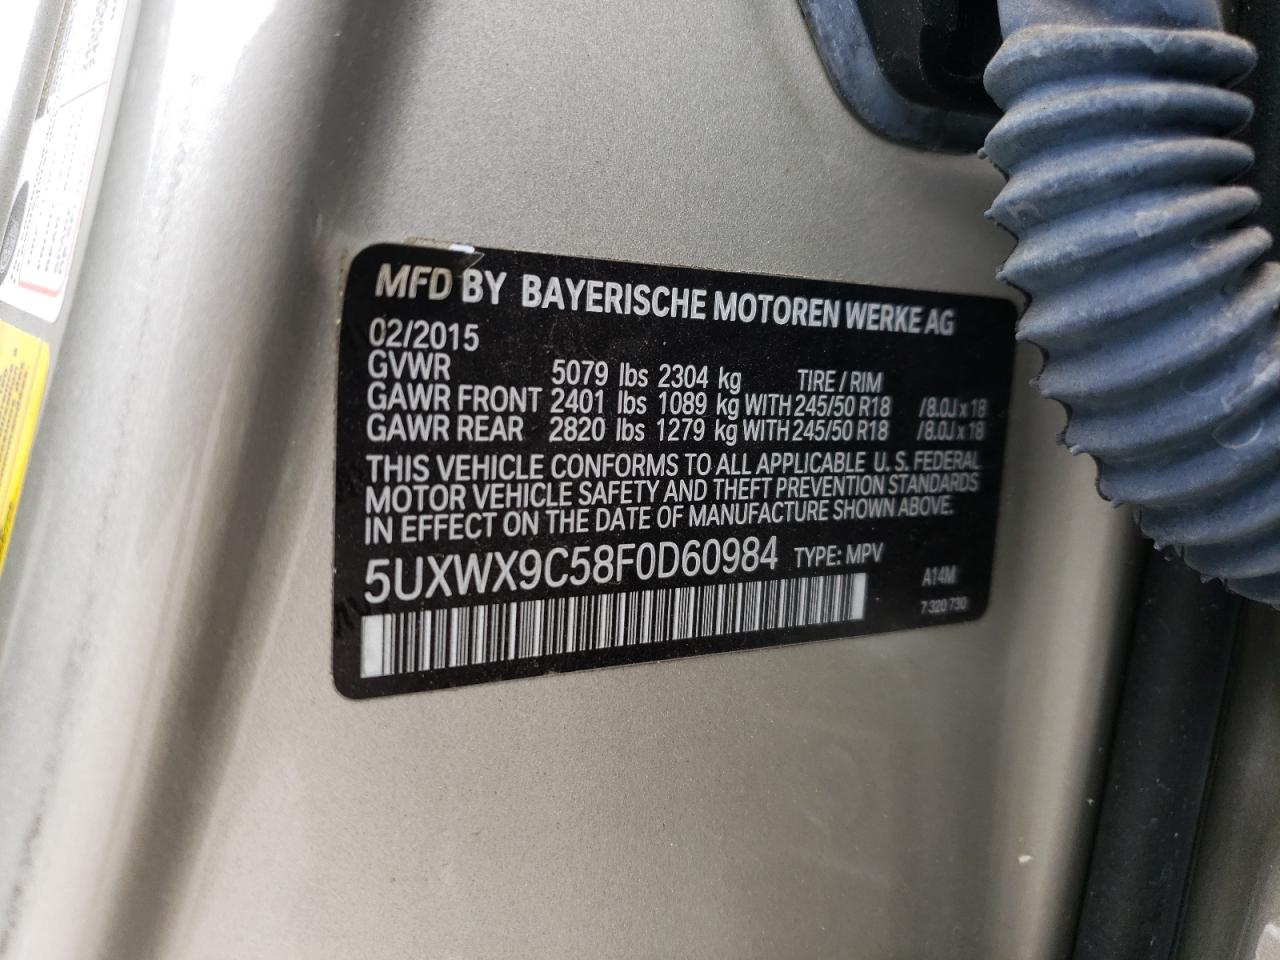 MFD BY BAYERISCHE MOTOREN WERKE AG
02/2015
GVWR 5079 lbs 2304 kg TIRE / RIM
GAWR FRONT 2401 lbs 1089 kg WITH 245/50 R18 /8.0J x 18
GAWR REAR 2820 lbs 1279 kg WITH 245/50 R18 /8.0J x 18
THIS VEHICLE CONFORMS TO ALL APPLICABLE U. S. FEDERAL
MOTOR VEHICLE SAFETY AND THEFT PREVENTION STANDARDS
IN EFFECT ON THE DATE OF MANUFACTURE SHOWN ABOVE.
5UXWX9C58F0D60984 TYPE: MPV
A14M
7 320 730